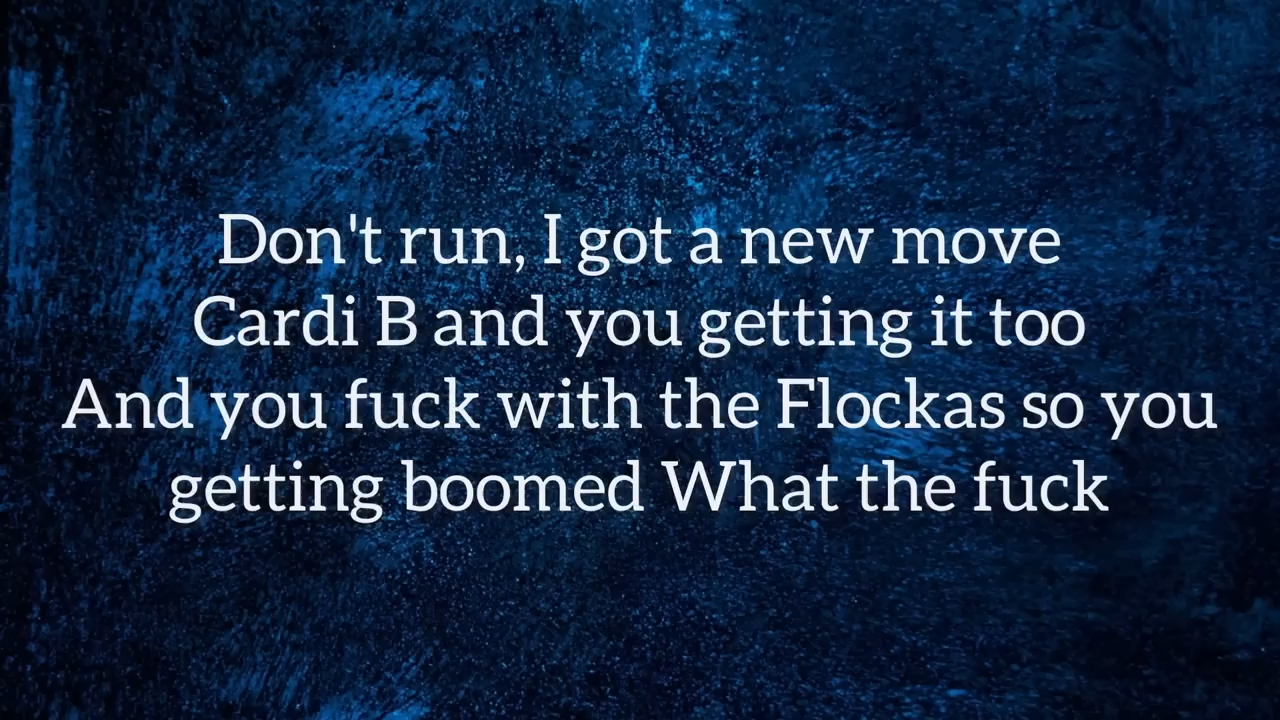 Don't run, I got a new move
Cardi B and you getting it too
And you fuck with the Flockas so you
getting boomed What the fuck